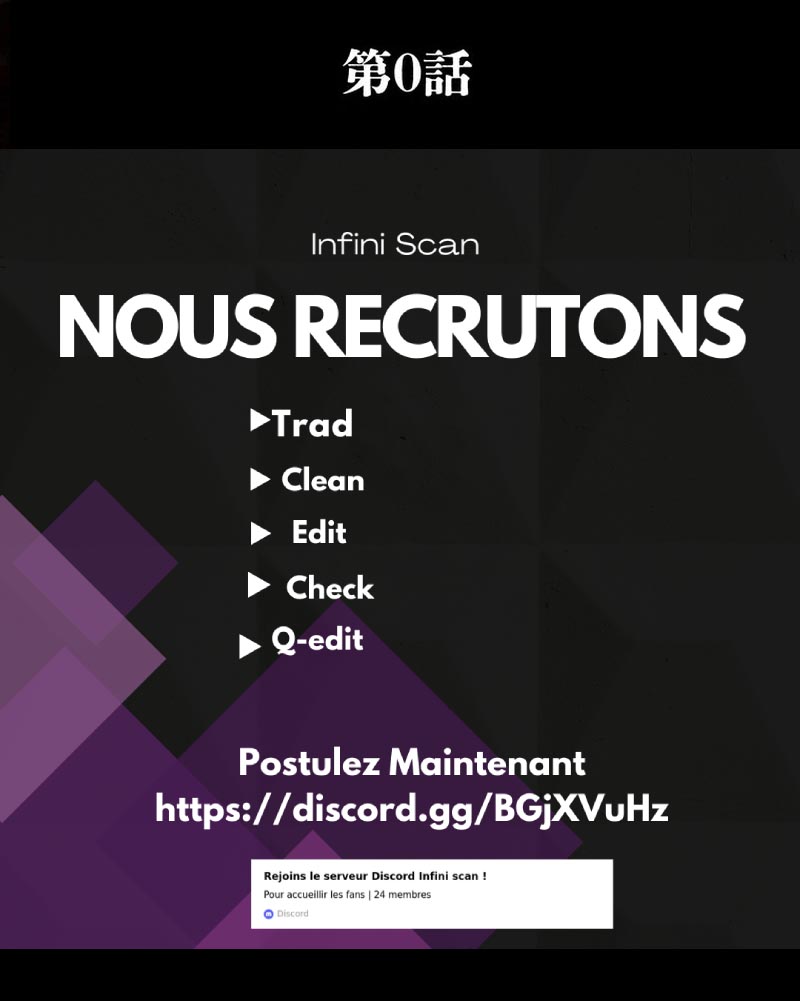 第0話
Infini Scan
NOUS RECRUTONS
▶Trad
▶ Clean
▶ Edit
▶ Check
▶ Q-edit
Postulez Maintenant
https://discord.gg/BGjXVuHz
Rejoins le serveur Discord Infini scan !
Pour accueillir les fans | 24 membres
Discord